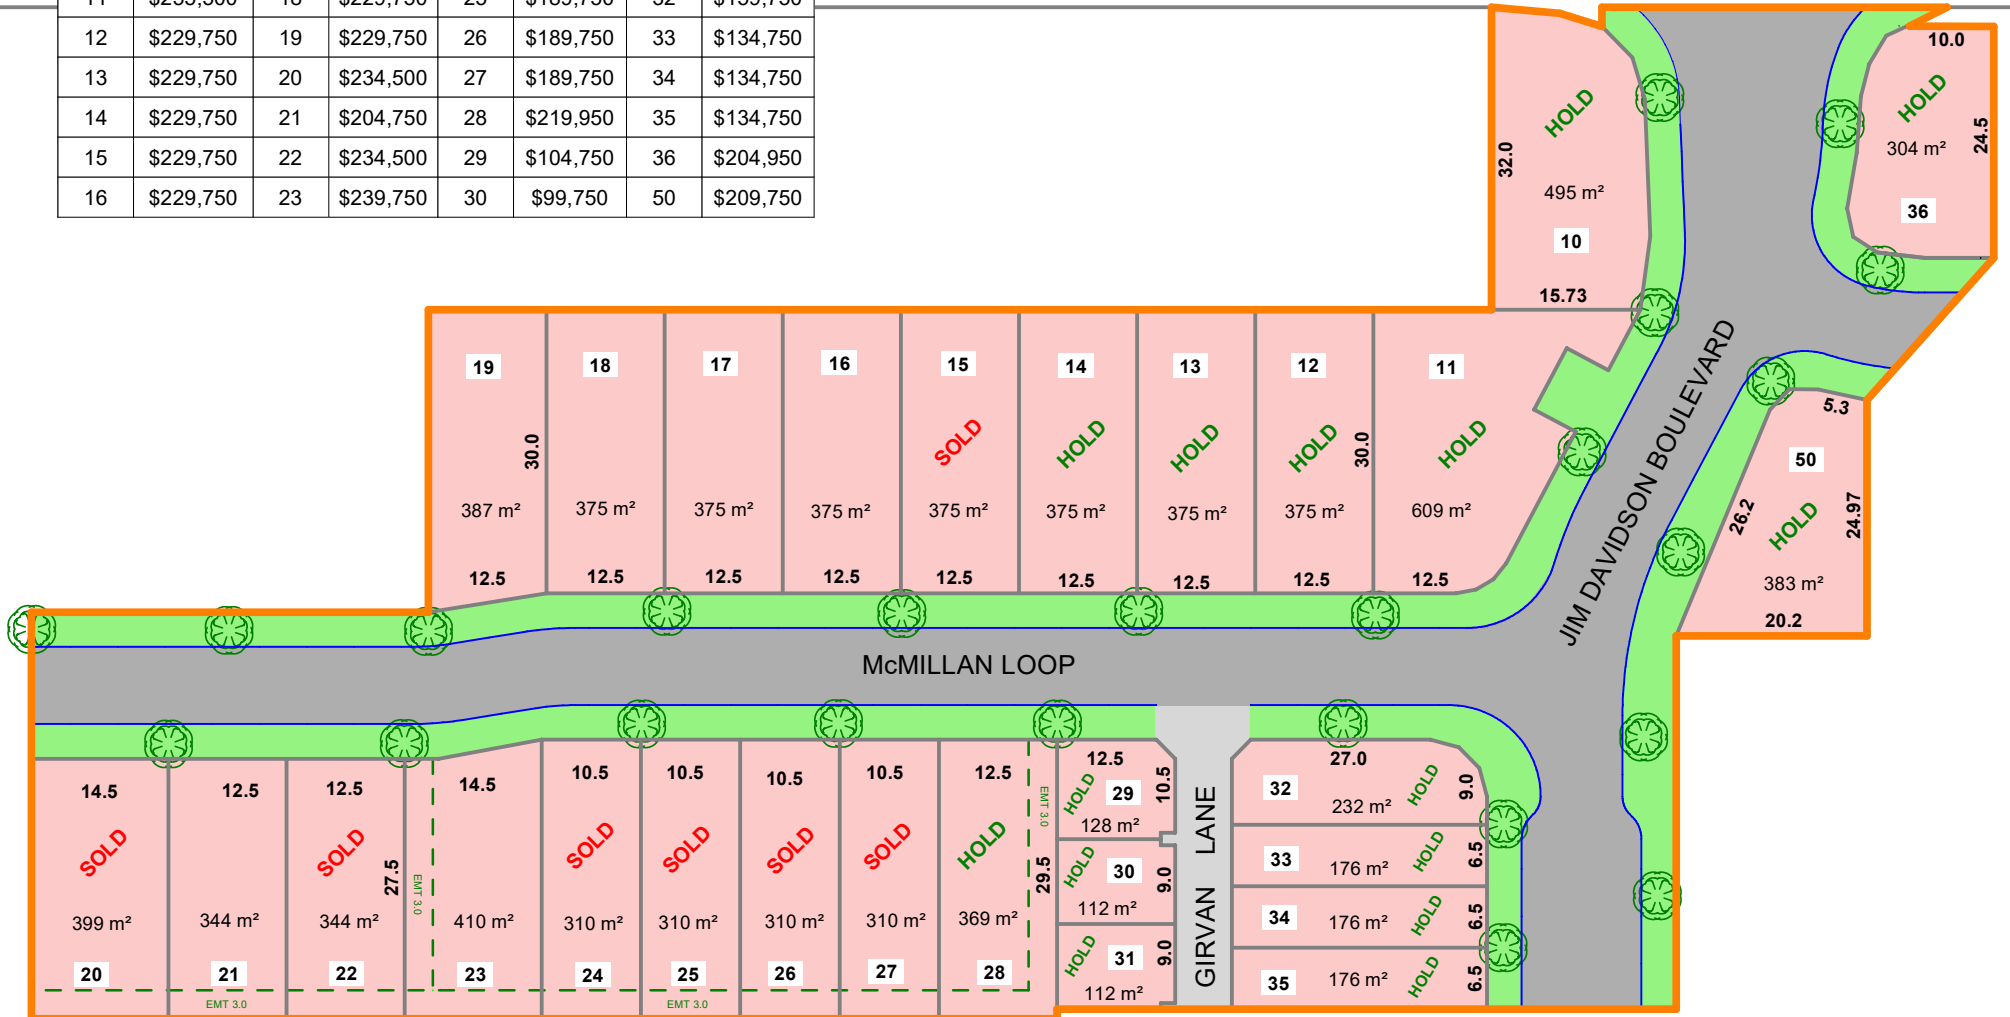 11 $235,500 18 $229,750 25 $189,750 32 $139,750
12 $229,750 19 $229,750 26 $189,750 33 $134,750
13 $229,750 20 $234,500 27 $189,750 34 $134,750
14 $229,750 21 $204,750 28 $219,950 35 $134,750
15 $229,750 22 $234,500 29 $104,750 36 $204,950
16 $229,750 23 $239,750 30 $99,750 50 $209,750
32.0
HOLD
495 m²
10
15.73
10.0
HOLD
24.5
304 m²
36
19
30.0
387 m²
12.5
18
375 m²
12.5
17
375 m²
12.5
16
375 m²
12.5
15
SOLD
375 m²
12.5
14
HOLD
375 m²
12.5
13
HOLD
375 m²
12.5
12
HOLD
30.0
375 m²
12.5
11
HOLD
609 m²
12.5
JIM DAVIDSON BOULEVARD
5.3
50
26.2
HOLD
24.97
383 m²
20.2
McMILLAN LOOP
14.5
SOLD
399 m²
20
12.5
344 m²
21
EMT 3.0
12.5
SOLD
27.5
344 m²
22
EMT 3.0
14.5
410 m²
23
10.5
SOLD
310 m²
24
10.5
SOLD
310 m²
25
EMT 3.0
10.5
SOLD
310 m²
26
10.5
SOLD
310 m²
27
12.5
HOLD
369 m²
28
EMT 3.0
29.5
12.5
HOLD
29
10.5
128 m²
HOLD
30
9.0
112 m²
HOLD
31
9.0
112 m²
GIRVAN LANE
27.0
32
232 m²
HOLD
9.0
33
176 m²
HOLD
6.5
34
176 m²
HOLD
6.5
35
176 m²
HOLD
6.5